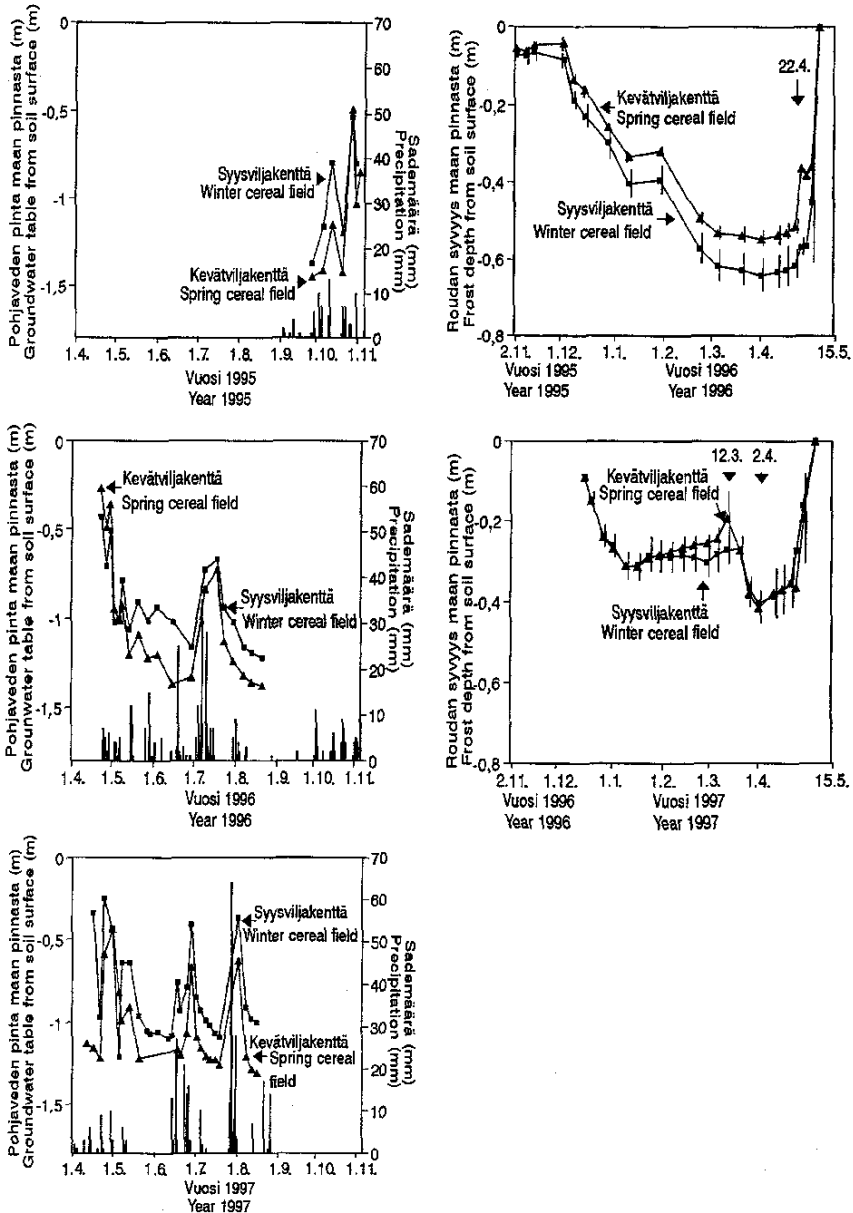 Pohjaveden pinta maan pinnasta (m)
Groundwater table from soil surface (m)
0
-0,5
-1
-1,5
70
60
50
40
30
20
10
0
Sademäärä (mm)
Precipitation (mm)
Syysviljakenttä
Winter cereal field
Kevätviljakenttä
Spring cereal field
1.4. 1.5. 1.6. 1.7. 1.8. 1.9. 1.10. 1.11.
Vuosi 1995
Year 1995
Roudan syvyys maan pinnasta (m)
Frost depth from soil surface (m)
0
-0,2
-0,4
-0,6
-0,8
22.4.
Kevätviljakenttä
Spring cereal field
Syysviljakenttä
Winter cereal field
2.11. 1.12. 1.1. 1.2. 1.3. 1.4. 15.5.
Vuosi 1995 Vuosi 1996
Year 1995 Year 1996
Pohjaveden pinta maan pinnasta (m)
Grounwater table from soil surface (m)
0
-0,5
-1
-1,5
70
60
50
40
30
20
10
0
Sademäärä (mm)
Precipitation (mm)
Kevätviljakenttä
Spring cereal field
Syysviljakenttä
Winter cereal field
1.4. 1.5. 1.6. 1.7. 1.8. 1.9. 1.10. 1.11.
Vuosi 1996
Year 1996
Roudan syvyys maan pinnasta (m)
Frost depth from soil surface (m)
0
-0,2
-0,4
-0,6
-0,8
12.3. 2.4.
Kevätviljakenttä
Spring cereal field
Syysviljakenttä
Winter cereal field
2.11. 1.12. 1.1. 1.2. 1.3. 1.4. 15.5.
Vuosi 1996 Vuosi 1997
Year 1996 Year 1997
Pohjaveden pinta maan pinnasta (m)
Groundwater table from soil surface (m)
0
-0,5
-1
-1,5
70
60
50
40
30
20
10
0
Sademäärä (mm)
Precipitation (mm)
Syysviljakenttä
Winter cereal field
Kevätviljakenttä
Spring cereal
field
1.4. 1.5. 1.6. 1.7. 1.8. 1.9. 1.10. 1.11.
Vuosi 1997
Year 1997